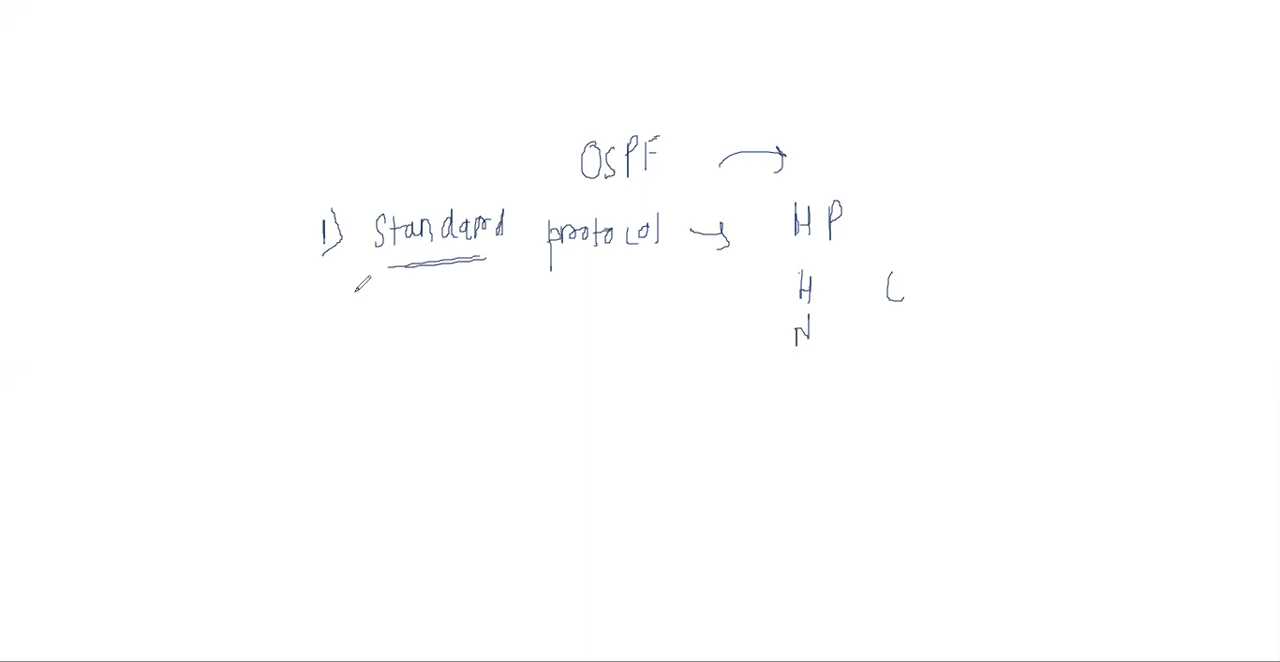 OSPF →
1) Standard protocol → HP
H C
N